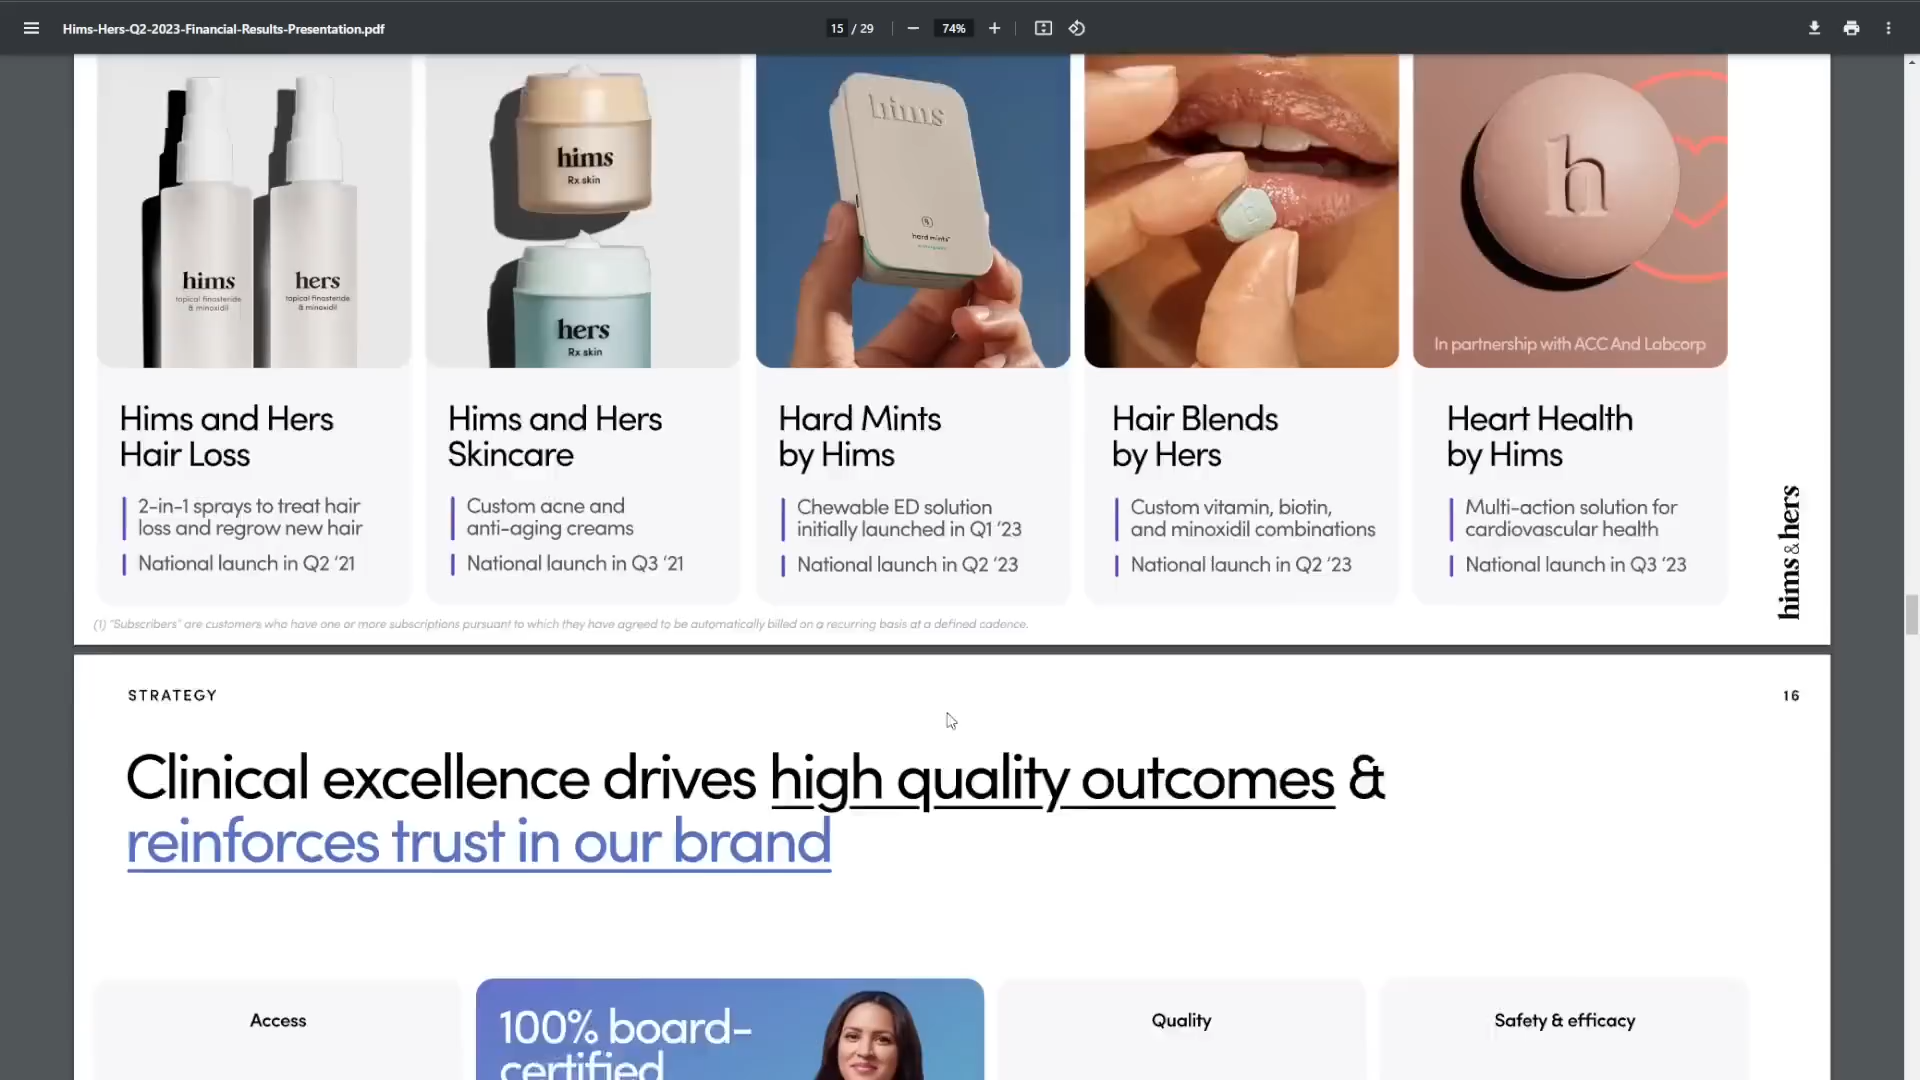 Hims-Hers-Q2-2023-Financial-Results-Presentation.pdf
15 / 29
74%
hims
topical finasteride
& minoxidil
hers
topical finasteride
& minoxidil
hims
Rx skin
hers
Rx skin
hims
hard mints
h
In partnership with ACC And Labcorp
Hims and Hers
Hair Loss
2-in-1 sprays to treat hair
loss and regrow new hair
National launch in Q2 ‘21
Hims and Hers
Skincare
Custom acne and
anti-aging creams
National launch in Q3 ‘21
Hard Mints
by Hims
Chewable ED solution
initially launched in Q1 ‘23
National launch in Q2 ‘23
Hair Blends
by Hers
Custom vitamin, biotin,
and minoxidil combinations
National launch in Q2 ‘23
Heart Health
by Hims
Multi-action solution for
cardiovascular health
National launch in Q3 ‘23
hims & hers
(1) “Subscribers” are customers who have one or more subscriptions pursuant to which they have agreed to be automatically billed on a recurring basis at a defined cadence.
STRATEGY
16
Clinical excellence drives high quality outcomes &
reinforces trust in our brand
Access
100% board-
certified
Quality
Safety & efficacy